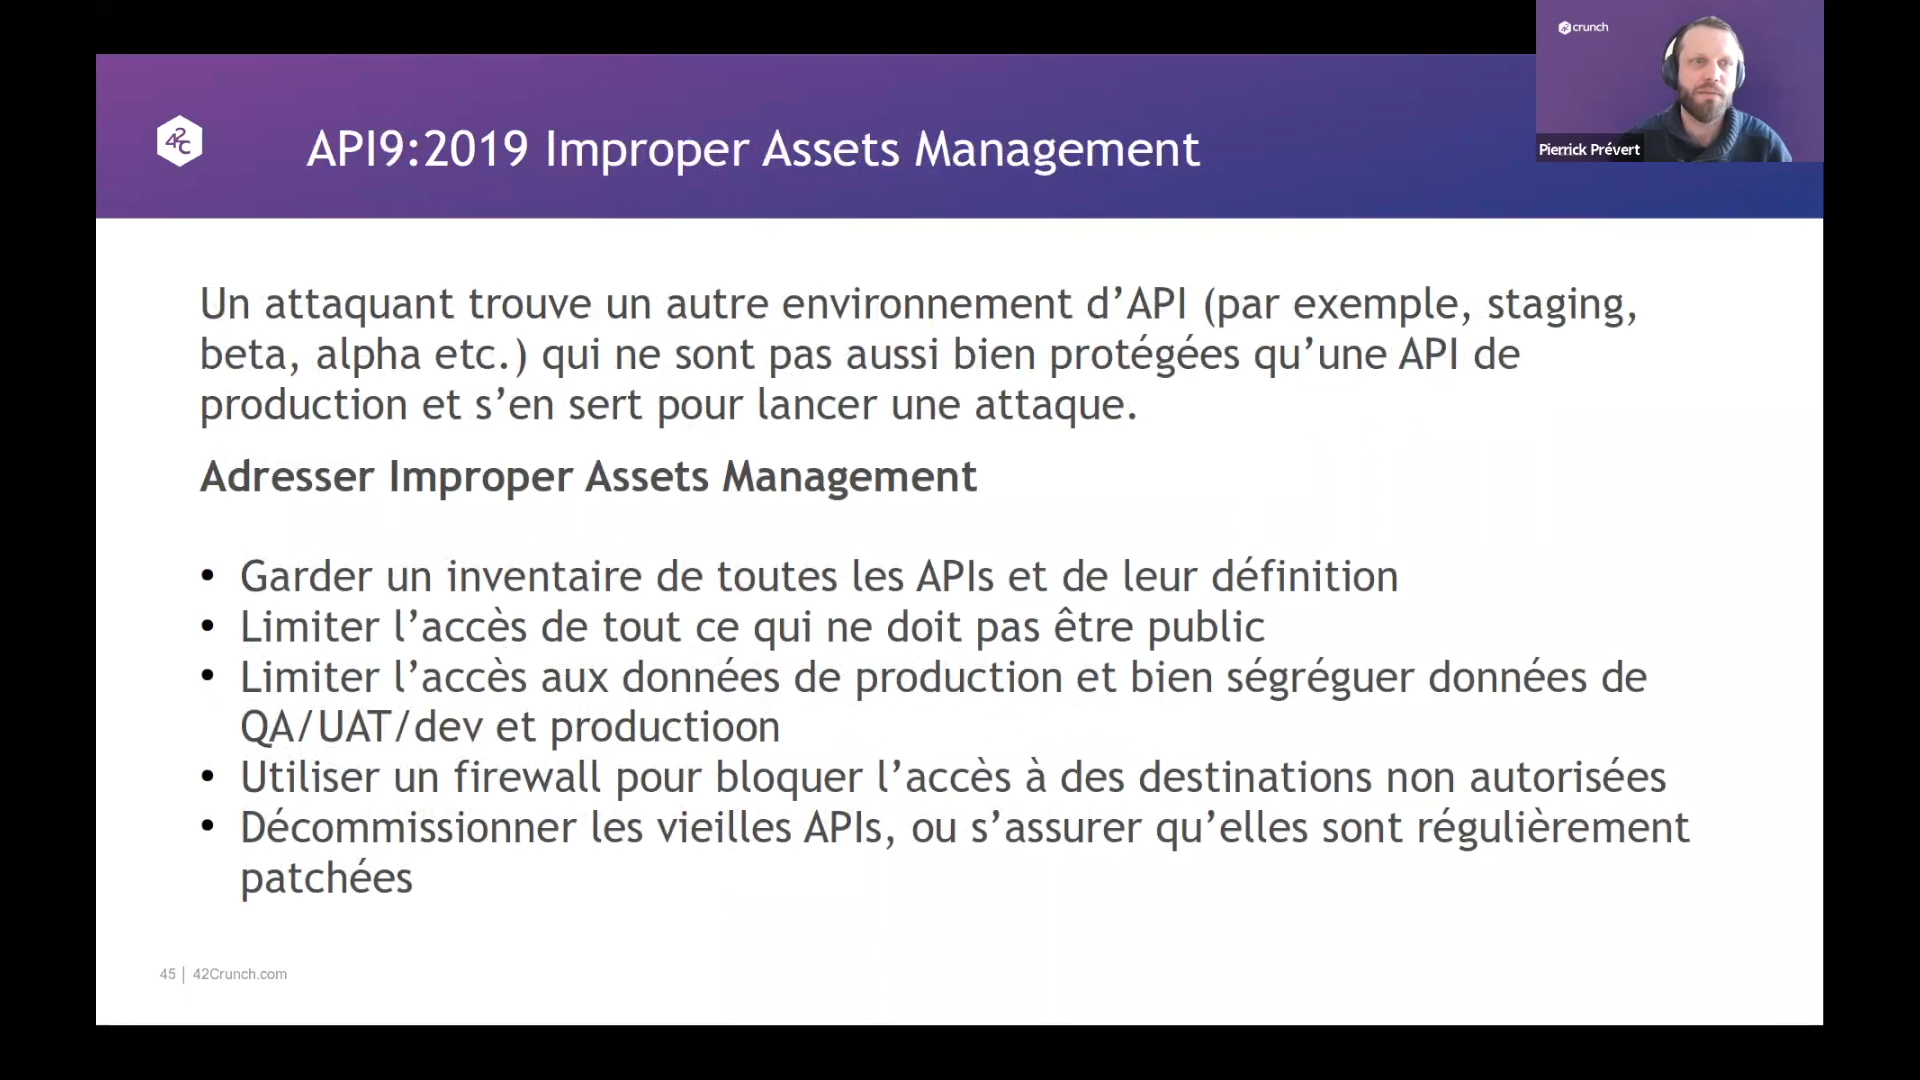 crunch
Pierrick Prévert
42C
API9:2019 Improper Assets Management
Un attaquant trouve un autre environnement d’API (par exemple, staging,
beta, alpha etc.) qui ne sont pas aussi bien protégées qu’une API de
production et s’en sert pour lancer une attaque.
Adresser Improper Assets Management
• Garder un inventaire de toutes les APIs et de leur définition
• Limiter l’accès de tout ce qui ne doit pas être public
• Limiter l’accès aux données de production et bien ségréguer données de
QA/UAT/dev et productioon
• Utiliser un firewall pour bloquer l’accès à des destinations non autorisées
• Décommissionner les vieilles APIs, ou s’assurer qu’elles sont régulièrement
patchées
45 | 42Crunch.com